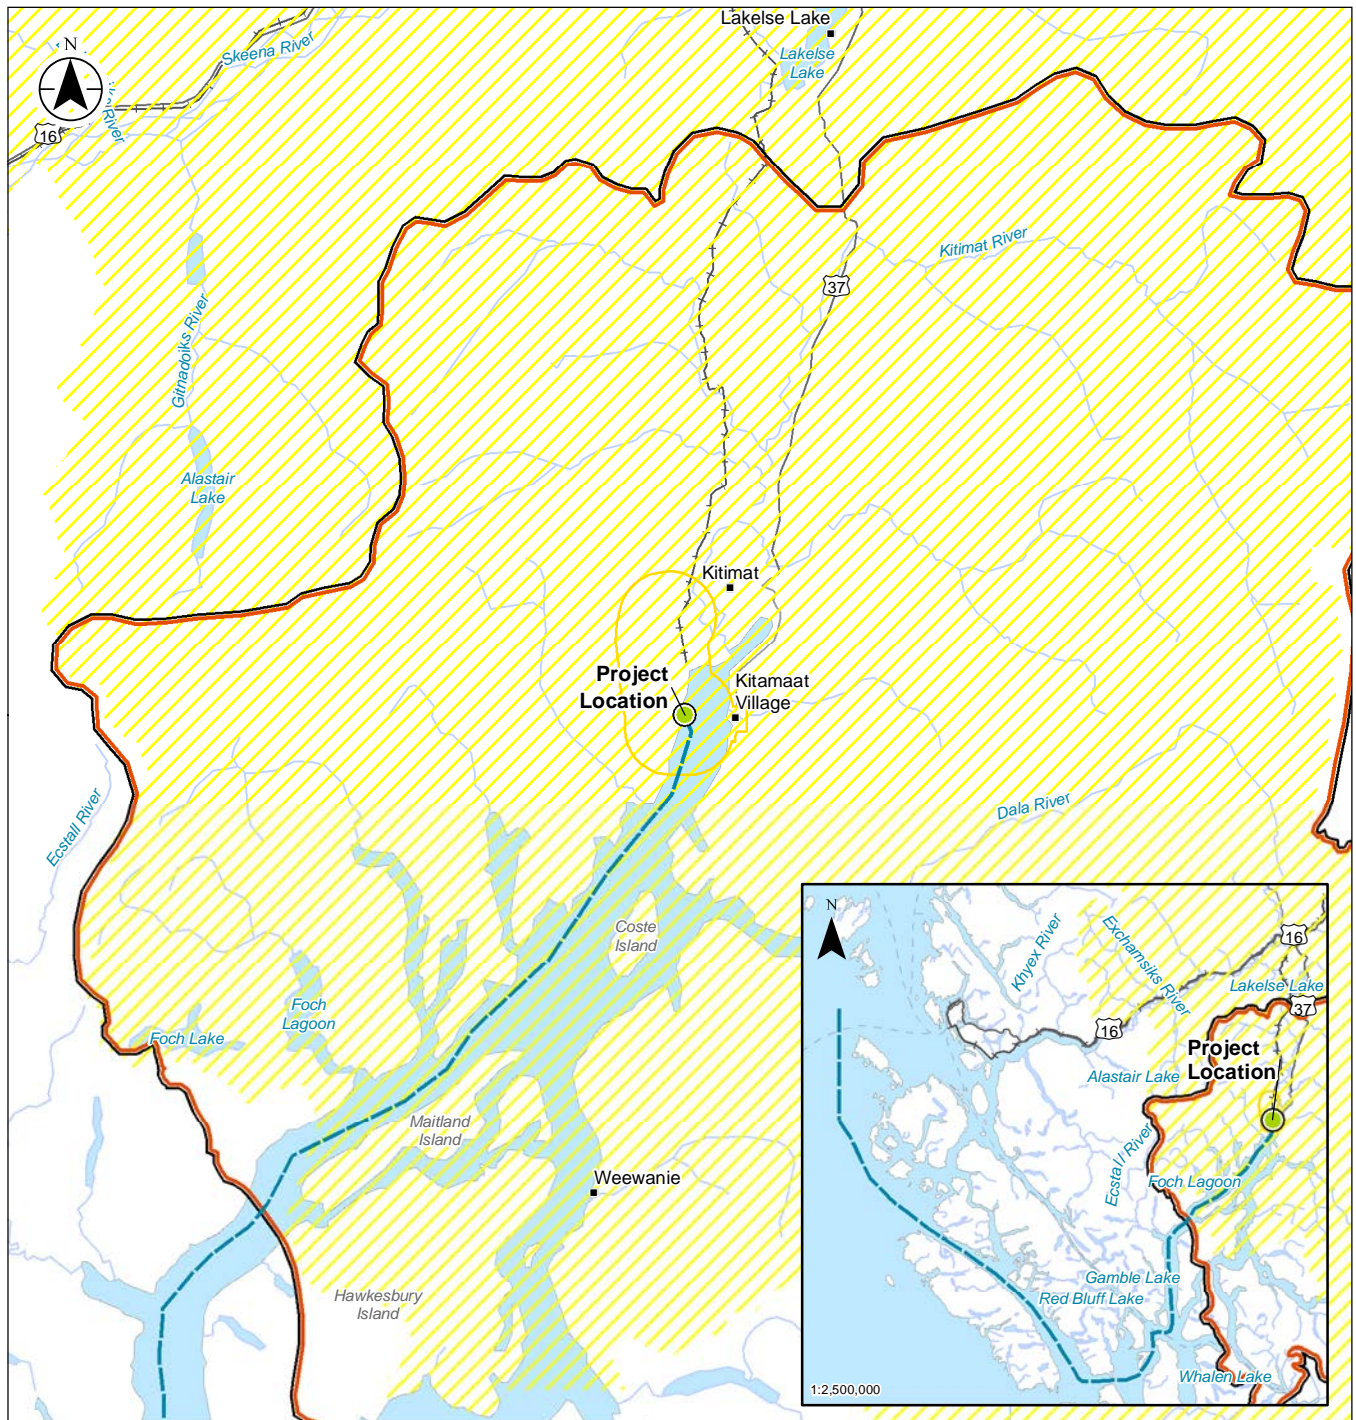 Lakelse Lake
Lakelse
Lake
Skeena River
N
River
16
Kitimat River
37
Gitnadoiks River
Alastair
Lake
Kitimat
Project
Location
Kitamaat
Village
Ecstall River
Dala River
Coste
Island
Foch
Lagoon
Foch Lake
Maitland
Island
Weewanie
Hawkesbury
Island
N
Khyex River
Exchamsiks River
16
Lakelse Lake
37
16
Project
Location
Alastair Lake
Ecstall River
Foch Lagoon
Gamble Lake
Red Bluff Lake
Whalen Lake
1:2,500,000